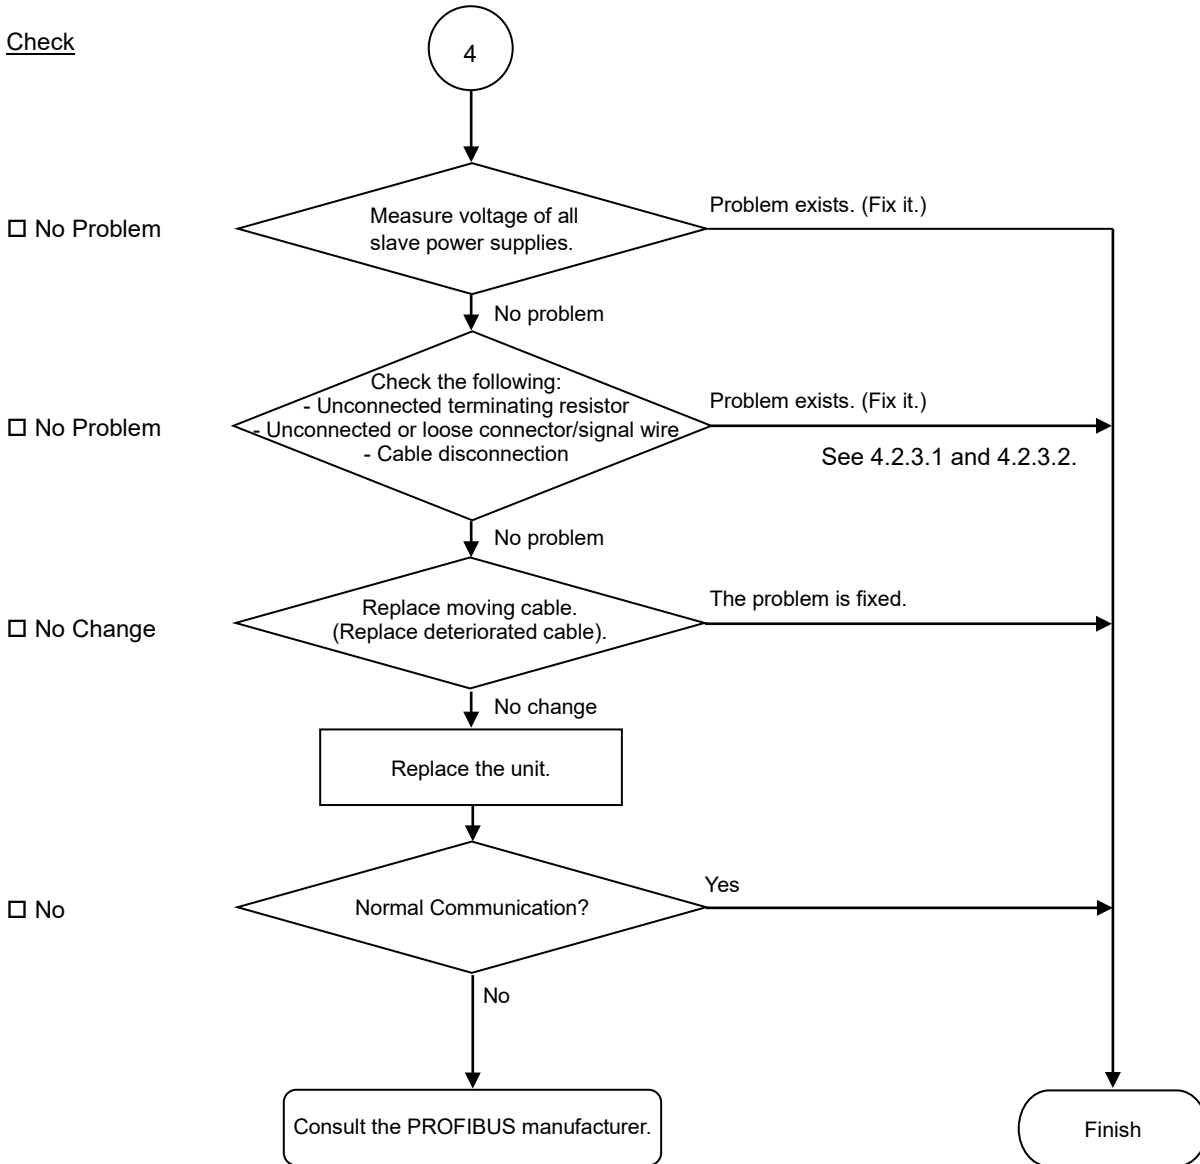 Check
4
Measure voltage of all
slave power supplies.
Problem exists. (Fix it.)
☐ No Problem
No problem
Check the following:
- Unconnected terminating resistor
- Unconnected or loose connector/signal wire
- Cable disconnection
Problem exists. (Fix it.)
☐ No Problem
See 4.2.3.1 and 4.2.3.2.
No problem
Replace moving cable.
(Replace deteriorated cable).
The problem is fixed.
☐ No Change
No change
Replace the unit.
Normal Communication?
Yes
☐ No
No
Consult the PROFIBUS manufacturer.
Finish